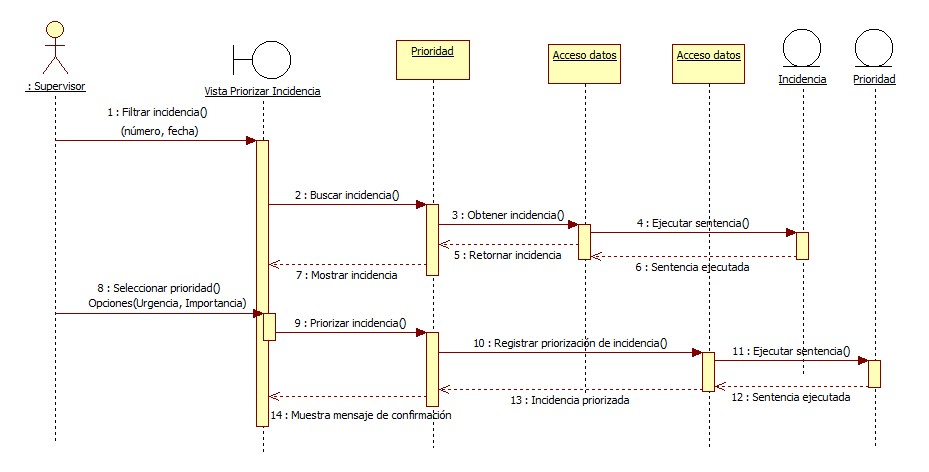 : Supervisor
Vista Priorizar Incidencia
Prioridad
Acceso datos
Acceso datos
Incidencia
Prioridad
1 : Filtrar incidencia()
(número, fecha)
2 : Buscar incidencia()
3 : Obtener incidencia()
4 : Ejecutar sentencia()
5 : Retornar incidencia
6 : Sentencia ejecutada
7 : Mostrar incidencia
8 : Seleccionar prioridad()
Opciones(Urgencia, Importancia)
9 : Priorizar incidencia()
10 : Registrar priorización de incidencia()
11 : Ejecutar sentencia()
12 : Sentencia ejecutada
13 : Incidencia priorizada
14 : Muestra mensaje de confirmación